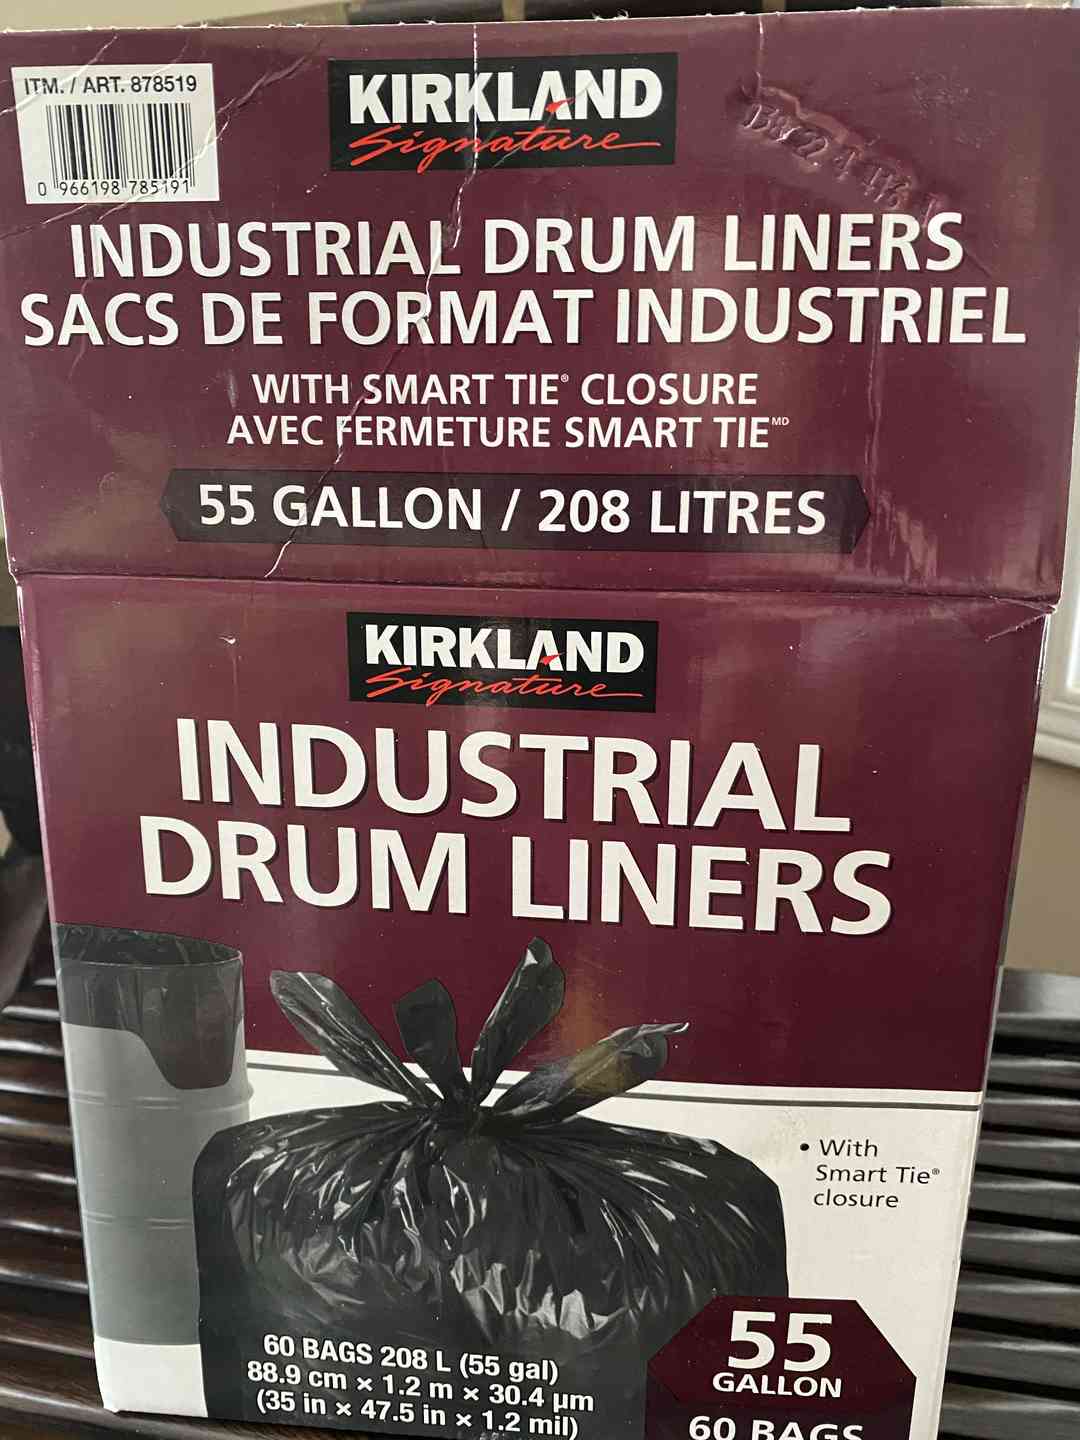 ITM. / ART. 878519
0 966198 785191
KIRKLAND
Signature
INDUSTRIAL DRUM LINERS
SACS DE FORMAT INDUSTRIEL
WITH SMART TIE® CLOSURE
AVEC FERMETURE SMART TIE MD
55 GALLON / 208 LITRES
KIRKLAND
Signature
INDUSTRIAL
DRUM LINERS
• With
Smart Tie®
closure
60 BAGS 208 L (55 gal)
88.9 cm × 1.2 m × 30.4 µm
(35 in × 47.5 in × 1.2 mil)
55
GALLON
60 BAGS